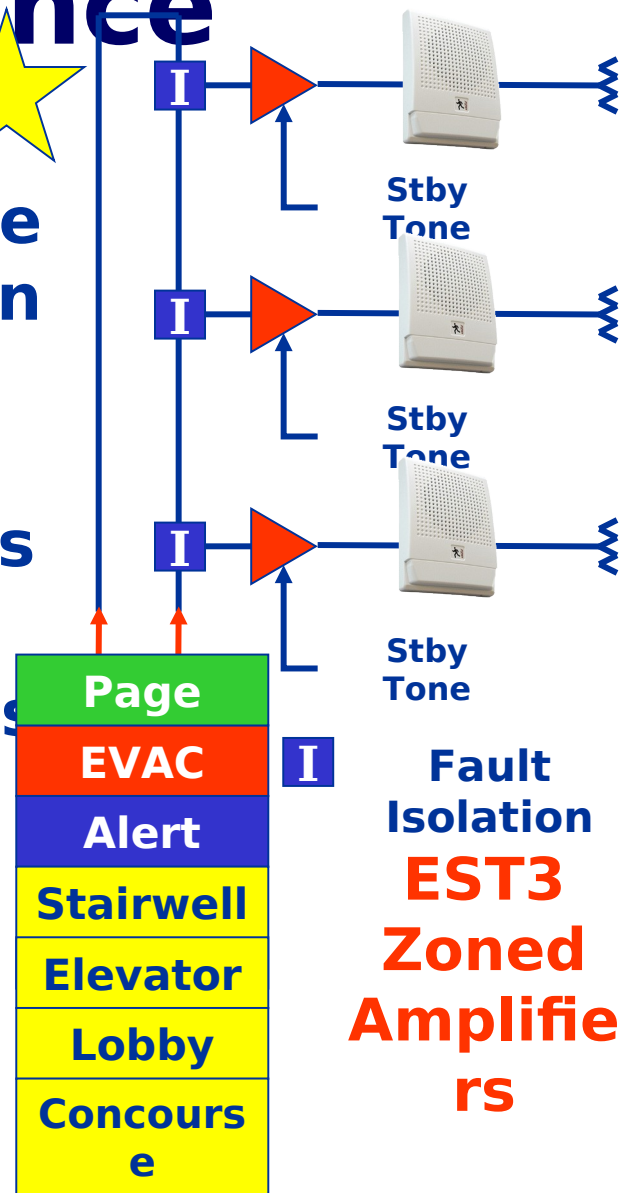 nce
I
Stby
Tone
e
n
I
Stby
Tone
s
I
Stby
Tone
s
Page
EVAC
Alert
Stairwell
Elevator
Lobby
Concours
e
I
Fault
Isolation
EST3
Zoned
Amplifie
rs